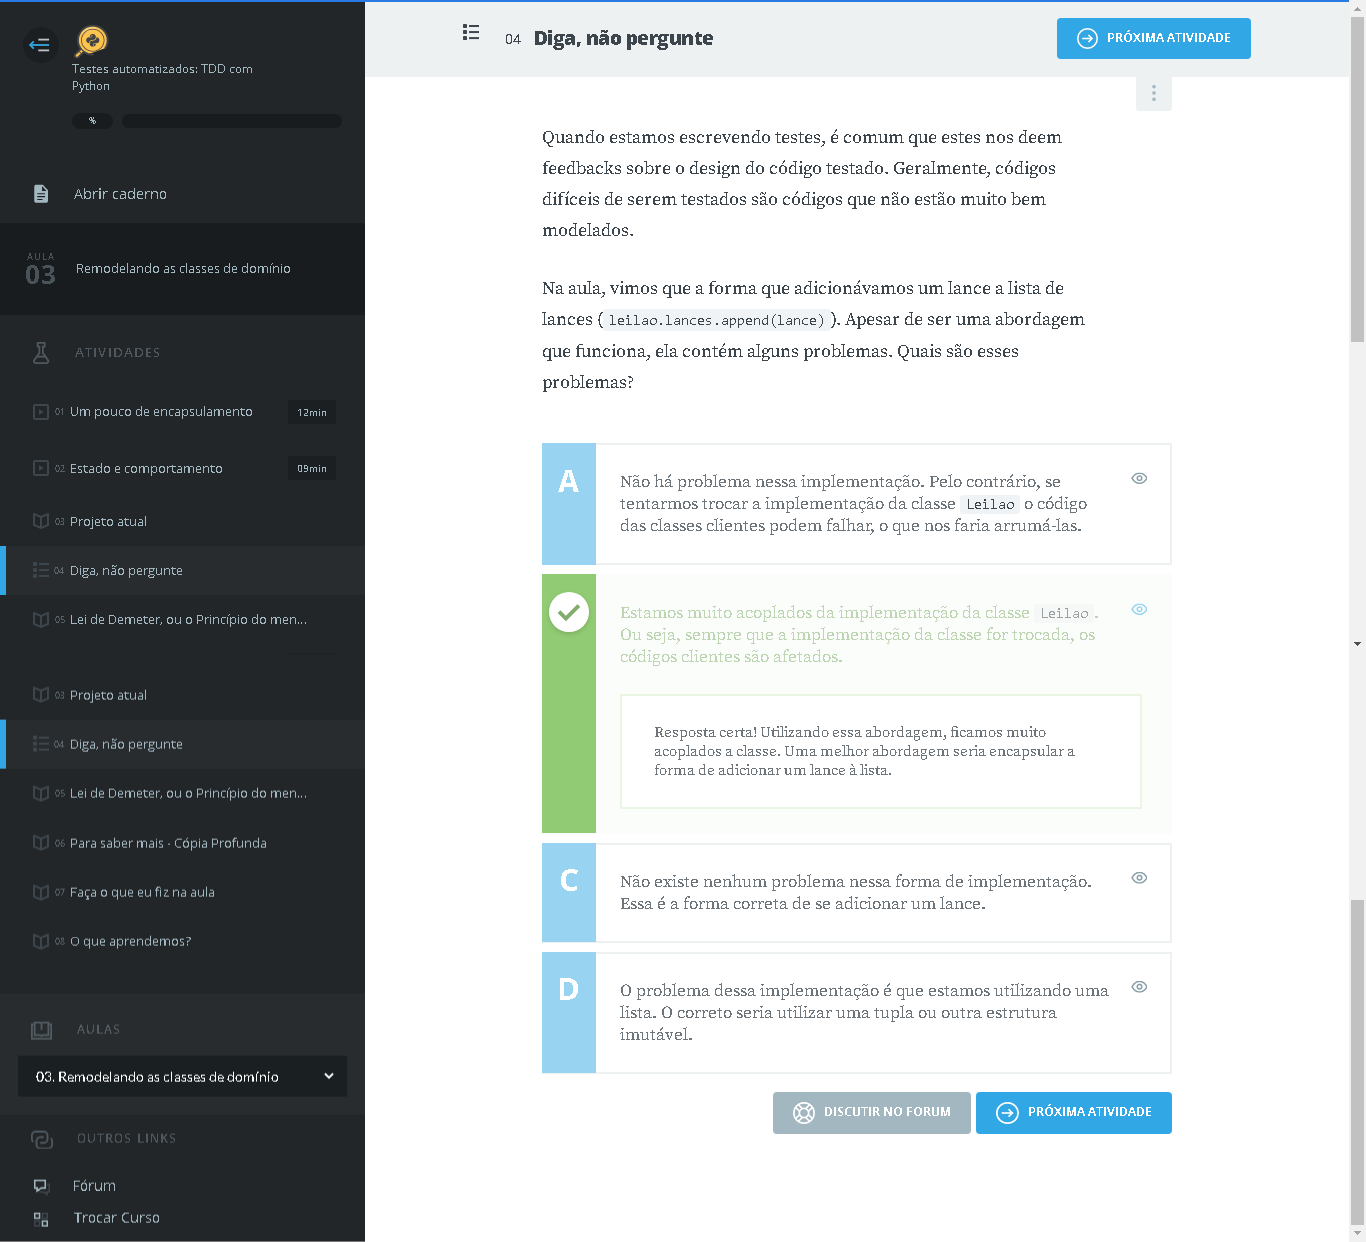 Testes automatizados: TDD com
Python
%
Abrir caderno
AULA
03
Remodelando as classes de domínio
ATIVIDADES
01 Um pouco de encapsulamento 12min
02 Estado e comportamento 09min
03 Projeto atual
04 Diga, não pergunte
05 Lei de Demeter, ou o Princípio do men...
03 Projeto atual
04 Diga, não pergunte
05 Lei de Demeter, ou o Princípio do men...
06 Para saber mais - Cópia Profunda
07 Faça o que eu fiz na aula
08 O que aprendemos?
AULAS
03. Remodelando as classes de domínio
OUTROS LINKS
Fórum
Trocar Curso
04 Diga, não pergunte
PRÓXIMA ATIVIDADE
Quando estamos escrevendo testes, é comum que estes nos deem
feedbacks sobre o design do código testado. Geralmente, códigos
difíceis de serem testados são códigos que não estão muito bem
modelados.
Na aula, vimos que a forma que adicionávamos um lance a lista de
lances ( leilao.lances.append(lance) ). Apesar de ser uma abordagem
que funciona, ela contém alguns problemas. Quais são esses
problemas?
A
Não há problema nessa implementação. Pelo contrário, se
tentarmos trocar a implementação da classe Leilao o código
das classes clientes podem falhar, o que nos faria arrumá-las.
Estamos muito acoplados da implementação da classe Leilao .
Ou seja, sempre que a implementação da classe for trocada, os
códigos clientes são afetados.
Resposta certa! Utilizando essa abordagem, ficamos muito
acoplados a classe. Uma melhor abordagem seria encapsular a
forma de adicionar um lance à lista.
C
Não existe nenhum problema nessa forma de implementação.
Essa é a forma correta de se adicionar um lance.
D
O problema dessa implementação é que estamos utilizando uma
lista. O correto seria utilizar uma tupla ou outra estrutura
imutável.
DISCUTIR NO FORUM
PRÓXIMA ATIVIDADE